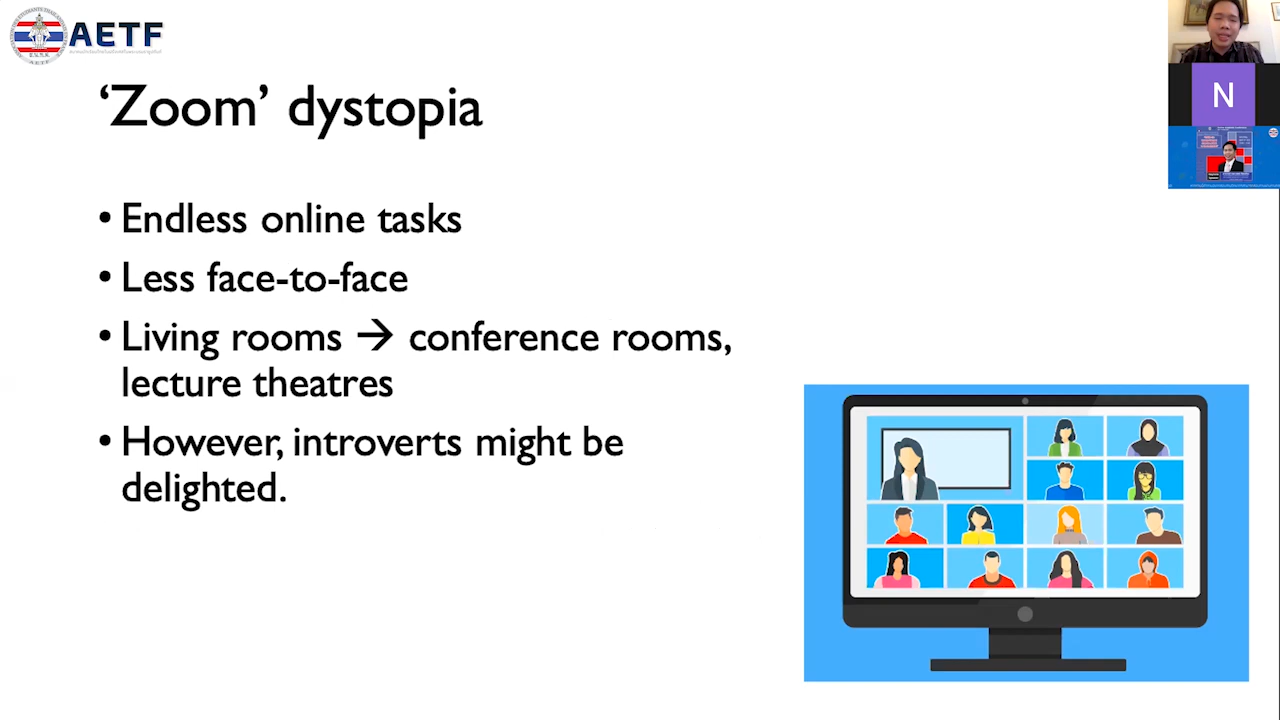 AETF
‘Zoom’ dystopia
• Endless online tasks
• Less face-to-face
• Living rooms → conference rooms,
lecture theatres
• However, introverts might be
delighted.
N